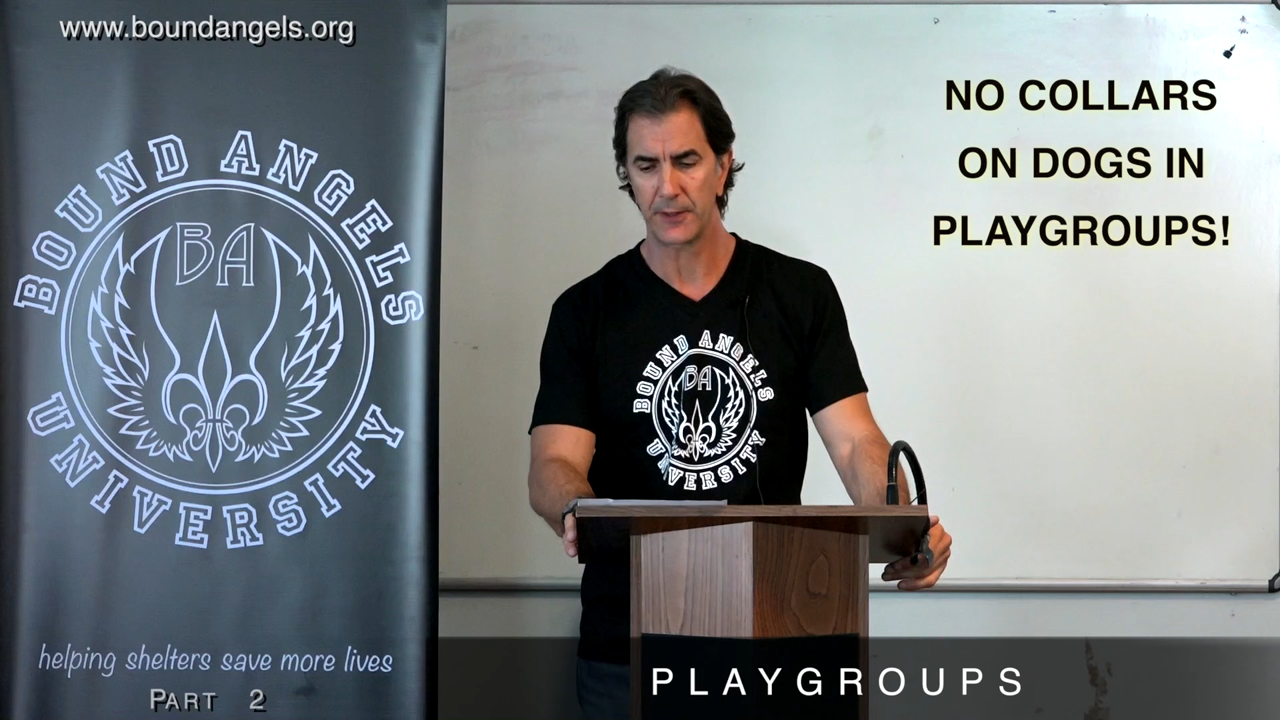 www.boundangels.org
BOUND ANGELS
BA
UNIVERSITY
helping shelters save more lives
PART 2
NO COLLARS
ON DOGS IN
PLAYGROUPS!
BOUND ANGELS
BA
UNIVERSITY
PLAYGROUPS